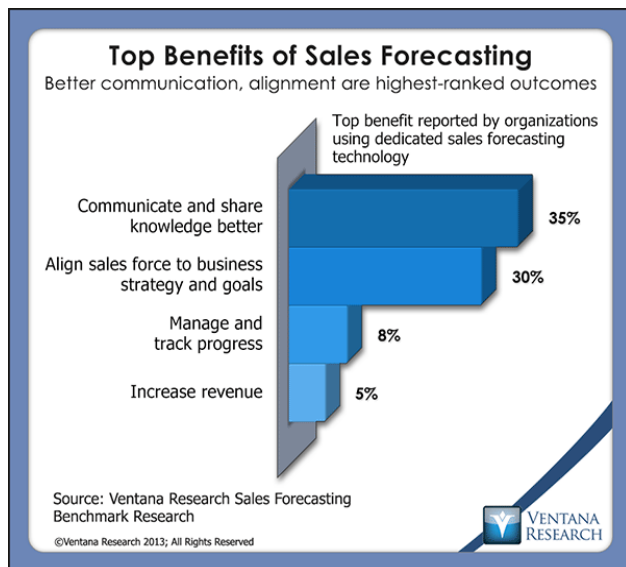 Top Benefits of Sales Forecasting
Better communication, alignment are highest-ranked outcomes
Top benefit reported by organizations
using dedicated sales forecasting
technology
Communicate and share
knowledge better
35%
Align sales force to business
strategy and goals
30%
Manage and
track progress
8%
Increase revenue
5%
Source: Ventana Research Sales Forecasting
Benchmark Research
©Ventana Research 2013; All Rights Reserved
VENTANA
RESEARCH